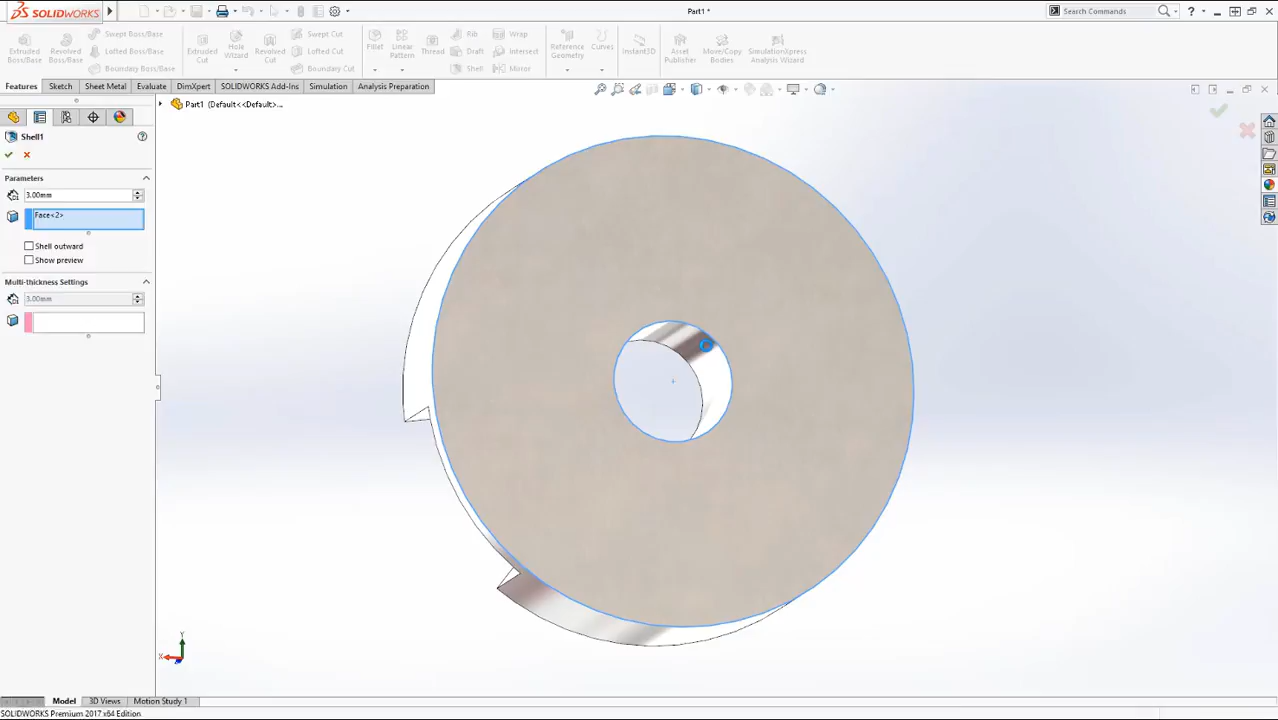 SOLIDWORKS
Part1 *
Search Commands
?
Extruded Boss/Base
Revolved Boss/Base
Swept Boss/Base
Lofted Boss/Base
Boundary Boss/Base
Extruded Cut
Hole Wizard
Revolved Cut
Swept Cut
Lofted Cut
Boundary Cut
Fillet
Linear Pattern
Thread
Rib
Draft
Shell
Wrap
Intersect
Mirror
Reference Geometry
Curves
Instant3D
Asset Publisher
More/Copy Bodies
SimulationXpress Analysis Wizard
Features
Sketch
Sheet Metal
Evaluate
DimXpert
SOLIDWORKS Add-Ins
Simulation
Analysis Preparation
Part1 (Default<<Default>...
Shell1
Parameters
3.00mm
Face<2>
Shell outward
Show preview
Multi-thickness Settings
3.00mm
Y
X
Model
3D Views
Motion Study 1
SOLIDWORKS Premium 2017 x64 Edition